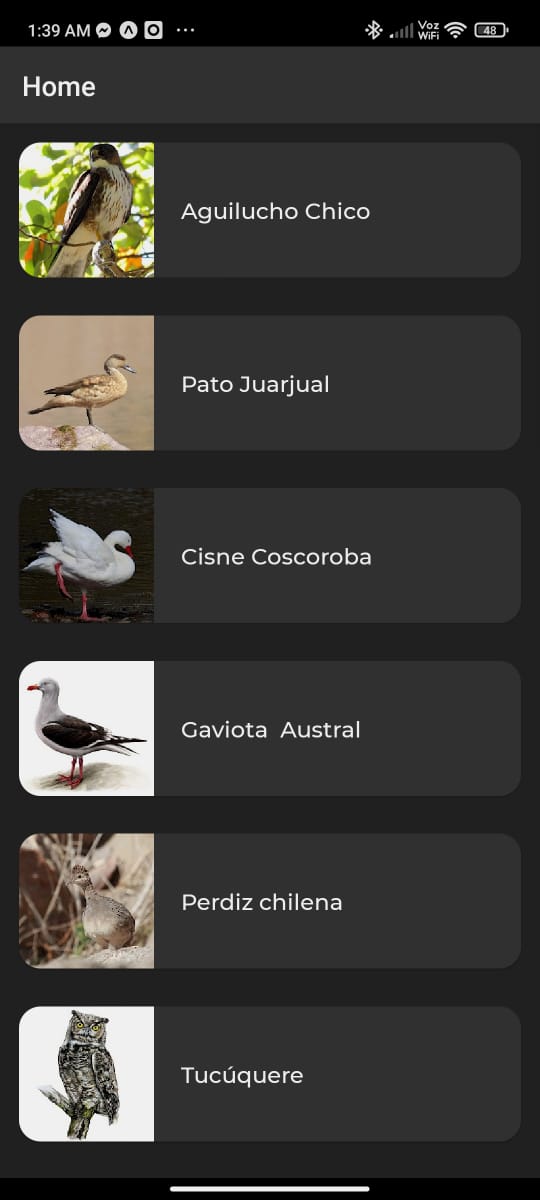 1:39 AM
Voz
WiFi
48
Home
Aguilucho Chico
Pato Juarjual
Cisne Coscoroba
Gaviota  Austral
Perdiz chilena
Tucúquere